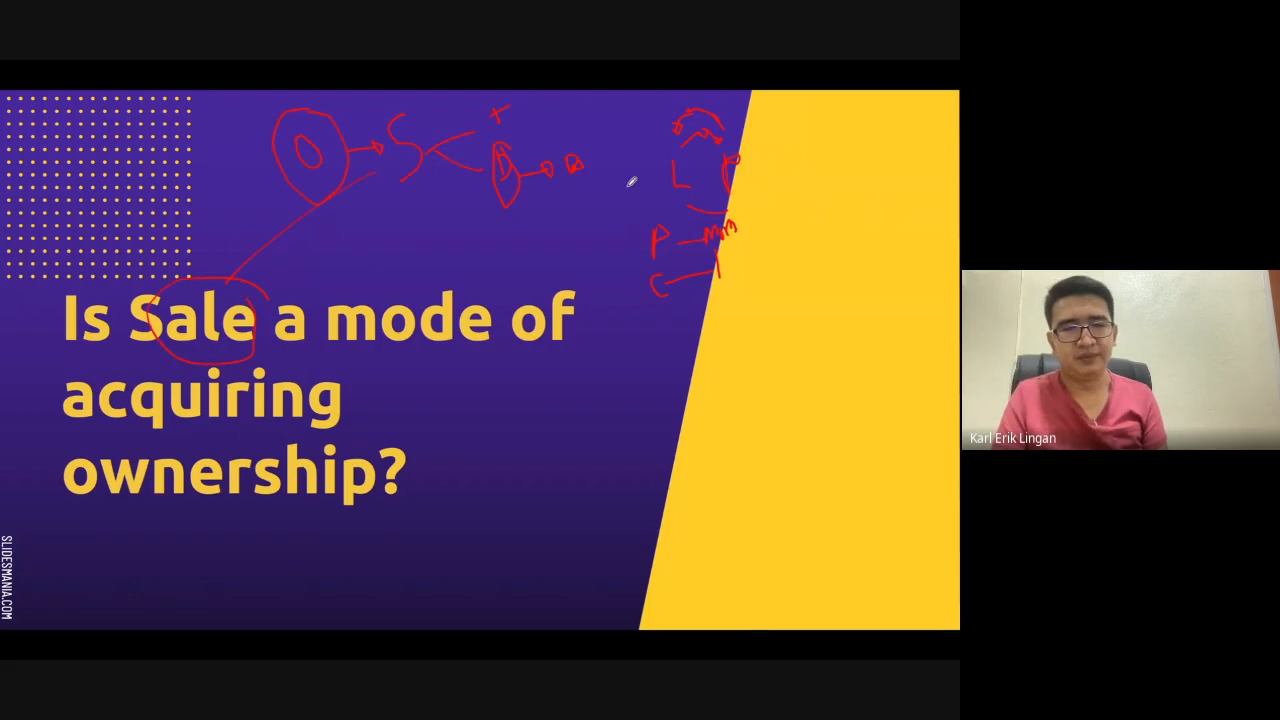 Is Sale a mode of
acquiring
ownership?
SLIDESMANIA.COM
Karl Erik Lingan